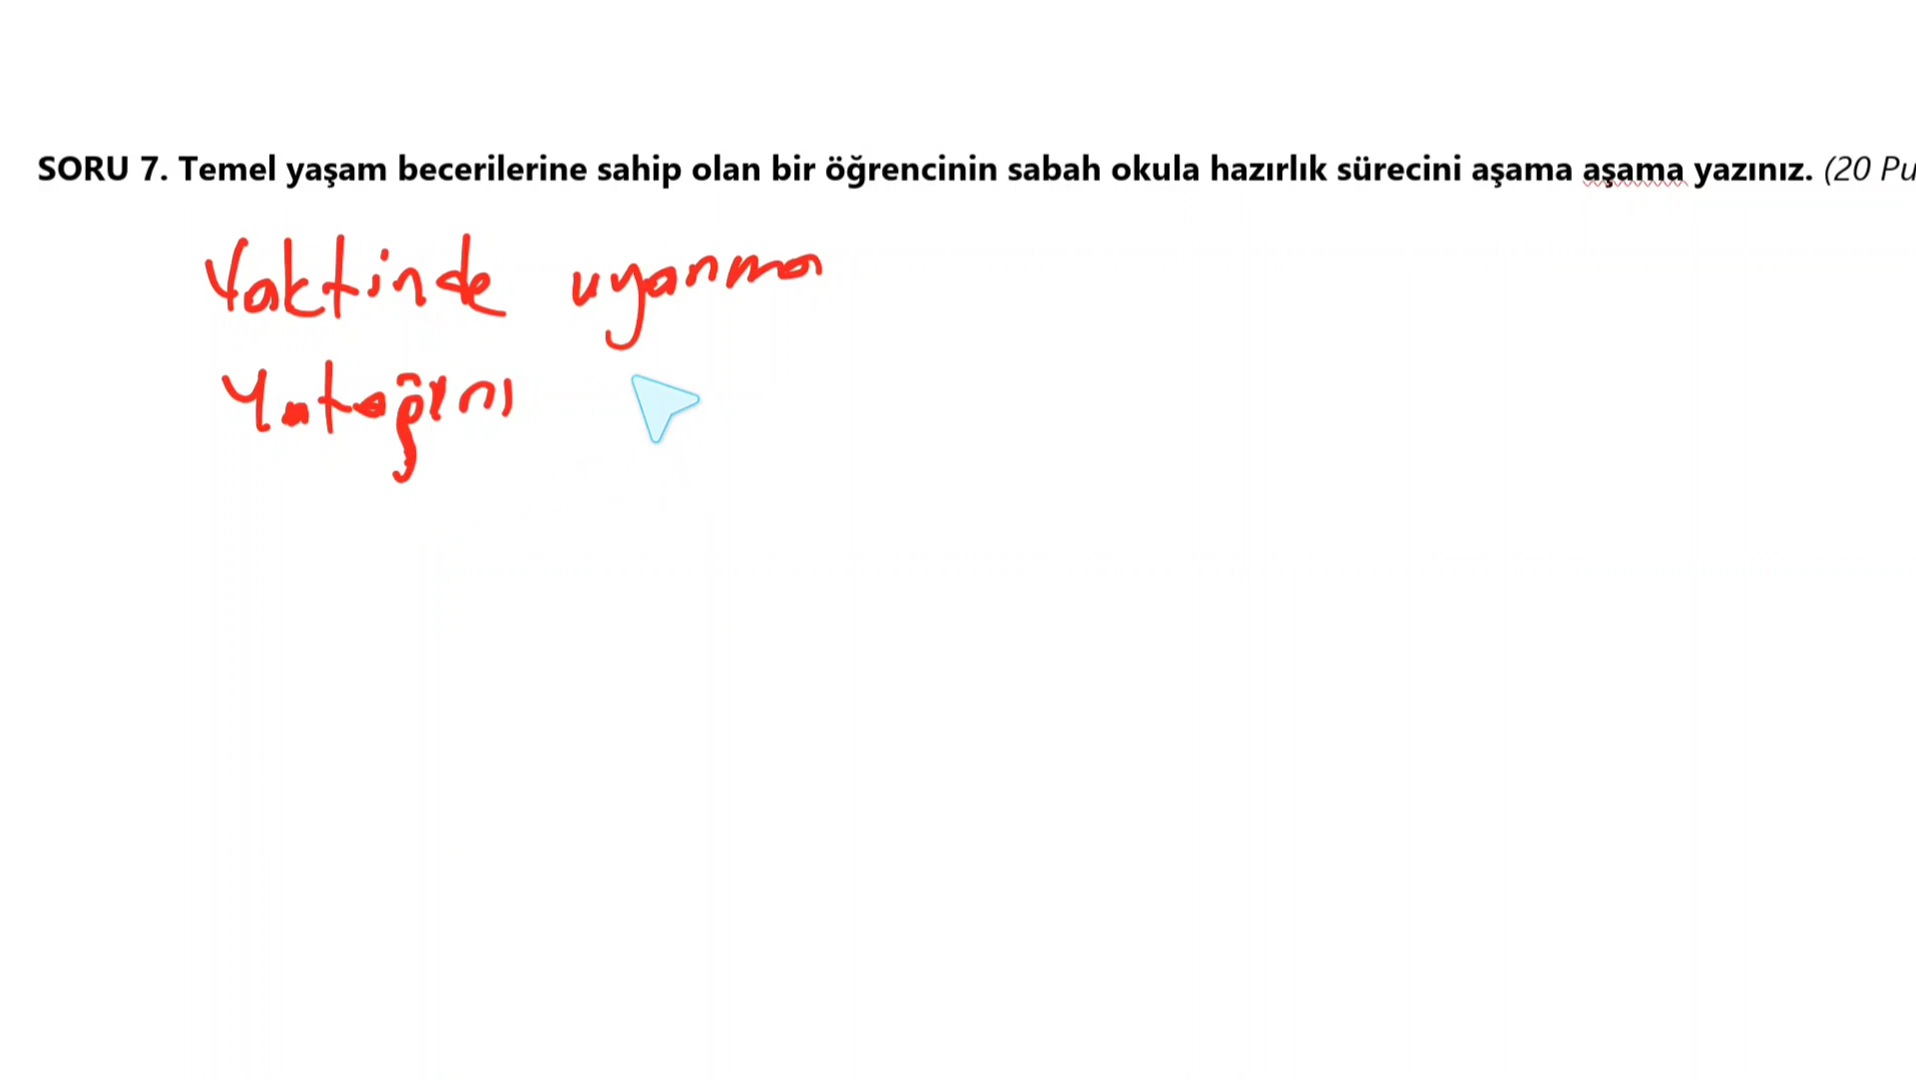 SORU 7. Temel yaşam becerilerine sahip olan bir öğrencinin sabah okula hazırlık sürecini aşama aşama yazınız. (20 Pu
Vaktinde uyanma
Yatağını